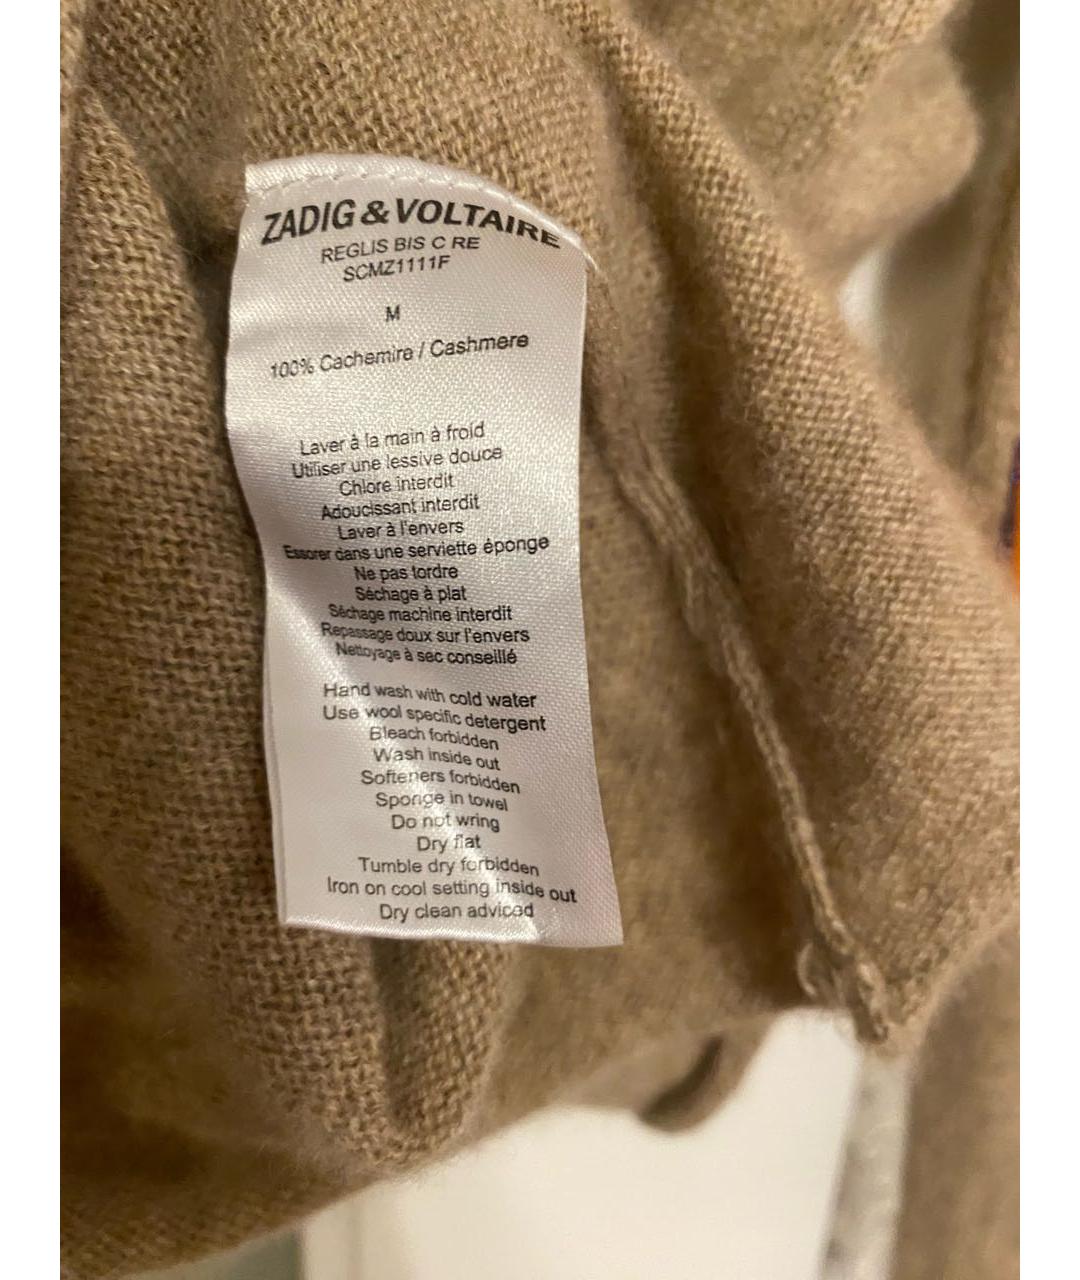 ZADIG & VOLTAIRE
REGLIS BIS C RE
SCMZ1111F
M
100% Cachemire / Cashmere
Laver à la main à froid
Utiliser une lessive douce
Chlore interdit
Adoucissant interdit
Laver à l'envers
Essorer dans une serviette éponge
Ne pas tordre
Séchage à plat
Séchage machine interdit
Repassage doux sur l'envers
Nettoyage à sec conseillé
Hand wash with cold water
Use wool specific detergent
Bleach forbidden
Wash inside out
Softeners forbidden
Sponge in towel
Do not wring
Dry flat
Tumble dry forbidden
Iron on cool setting inside out
Dry clean adviced